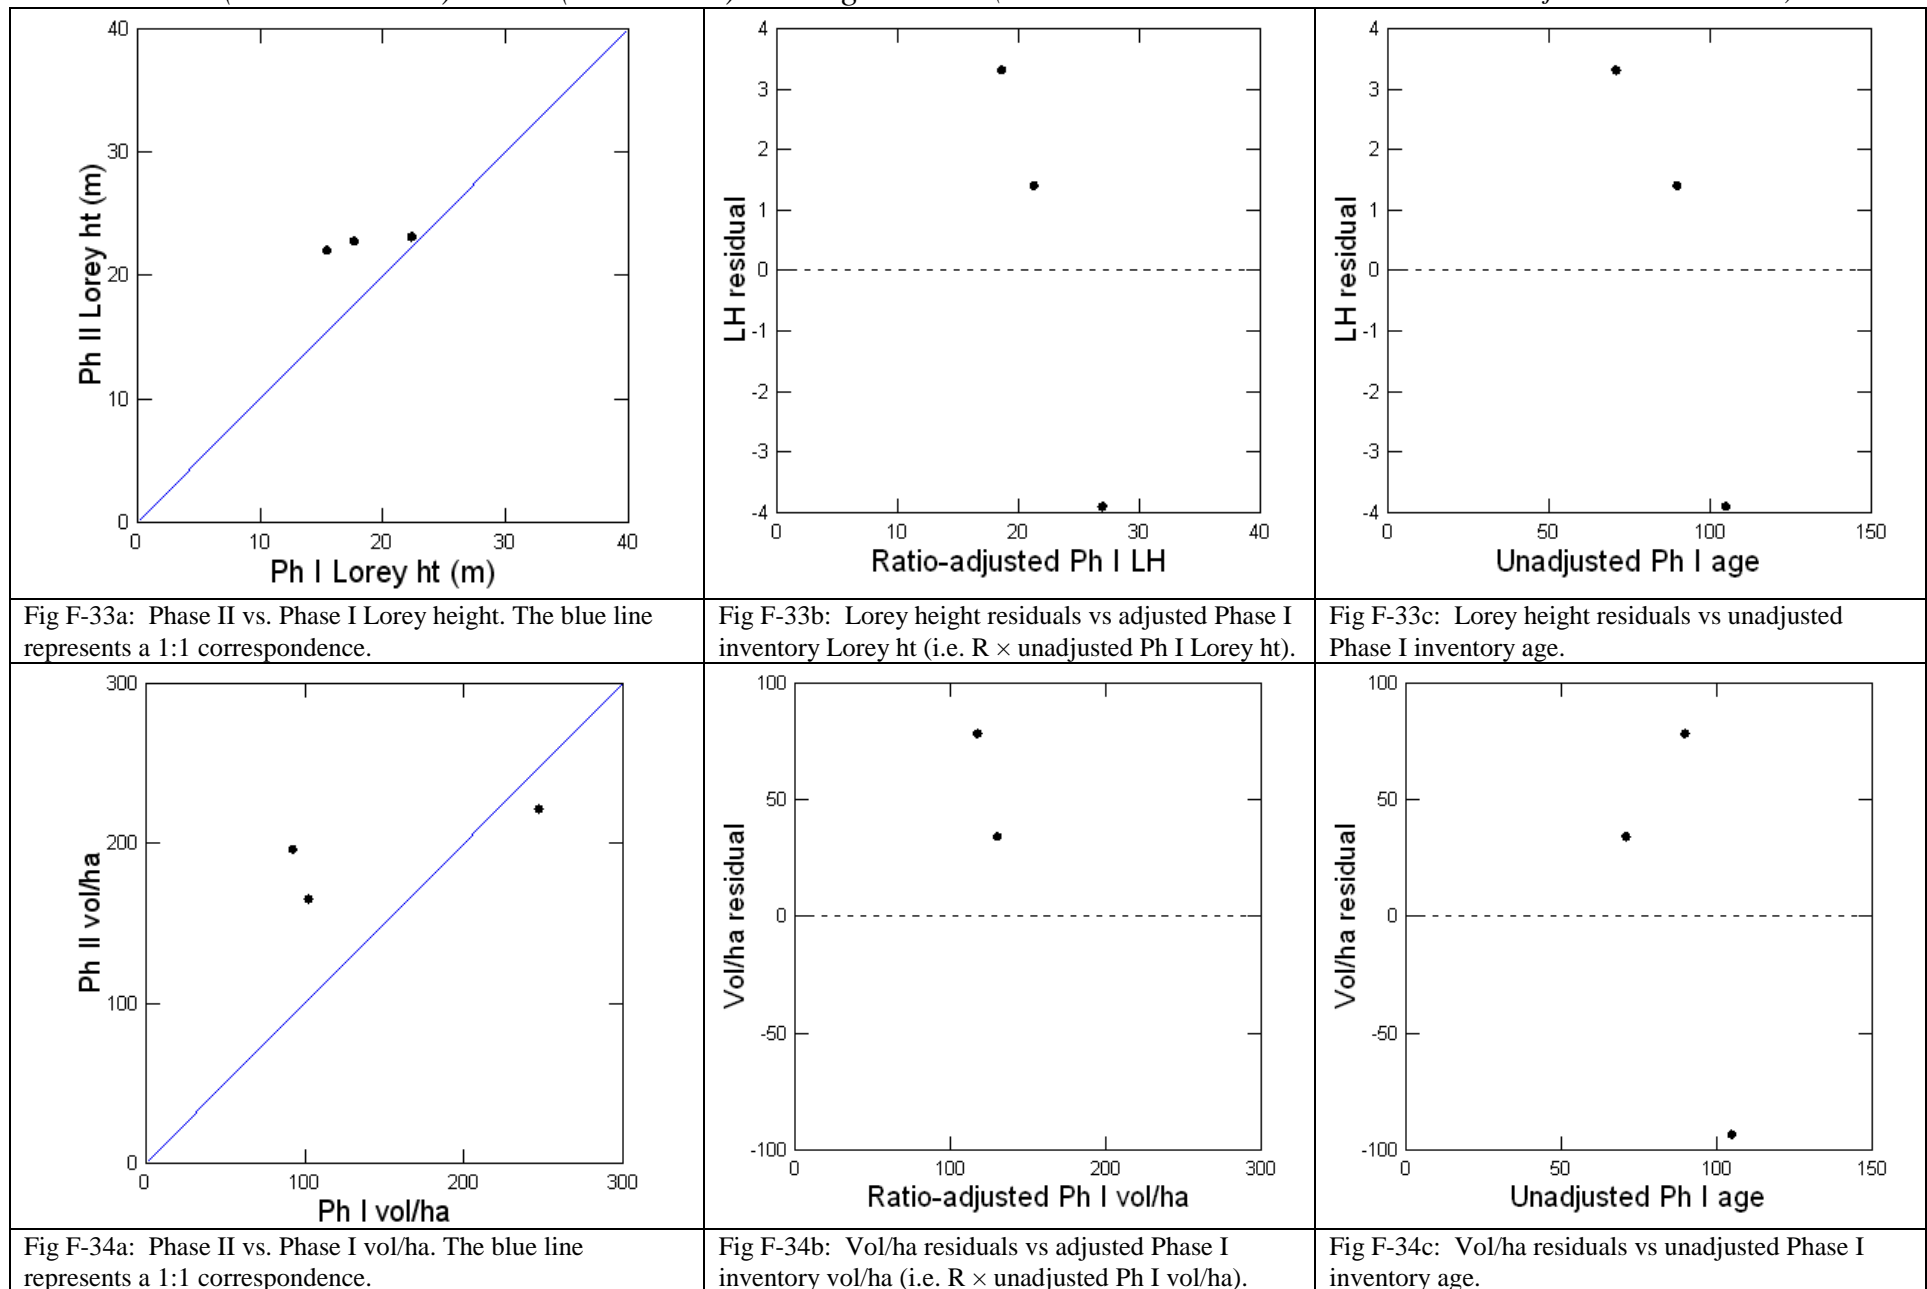 40
30
20
10
0
Ph III Lorey ht (m)
0 10 20 30 40
Ph I Lorey ht (m)
4
3
2
1
0
-1
-2
-3
-4
LH residual
0 10 20 30 40
Ratio-adjusted Ph I LH
4
3
2
1
0
-1
-2
-3
-4
LH residual
0 50 100 150
Unadjusted Ph I age
Fig F-33a: Phase II vs. Phase I Lorey height. The blue line
represents a 1:1 correspondence.
Fig F-33b: Lorey height residuals vs adjusted Phase I
inventory Lorey ht (i.e. R × unadjusted Ph I Lorey ht).
Fig F-33c: Lorey height residuals vs unadjusted
Phase I inventory age.
300
200
100
0
Ph II vol/ha
0 100 200 300
Ph I vol/ha
100
50
0
-50
-100
Vol/ha residual
0 100 200 300
Ratio-adjusted Ph I vol/ha
100
50
0
-50
-100
Vol/ha residual
0 50 100 150
Unadjusted Ph I age
Fig F-34a: Phase II vs. Phase I vol/ha. The blue line
represents a 1:1 correspondence.
Fig F-34b: Vol/ha residuals vs adjusted Phase I
inventory vol/ha (i.e. R × unadjusted Ph I vol/ha).
Fig F-34c: Vol/ha residuals vs unadjusted Phase I
inventory age.